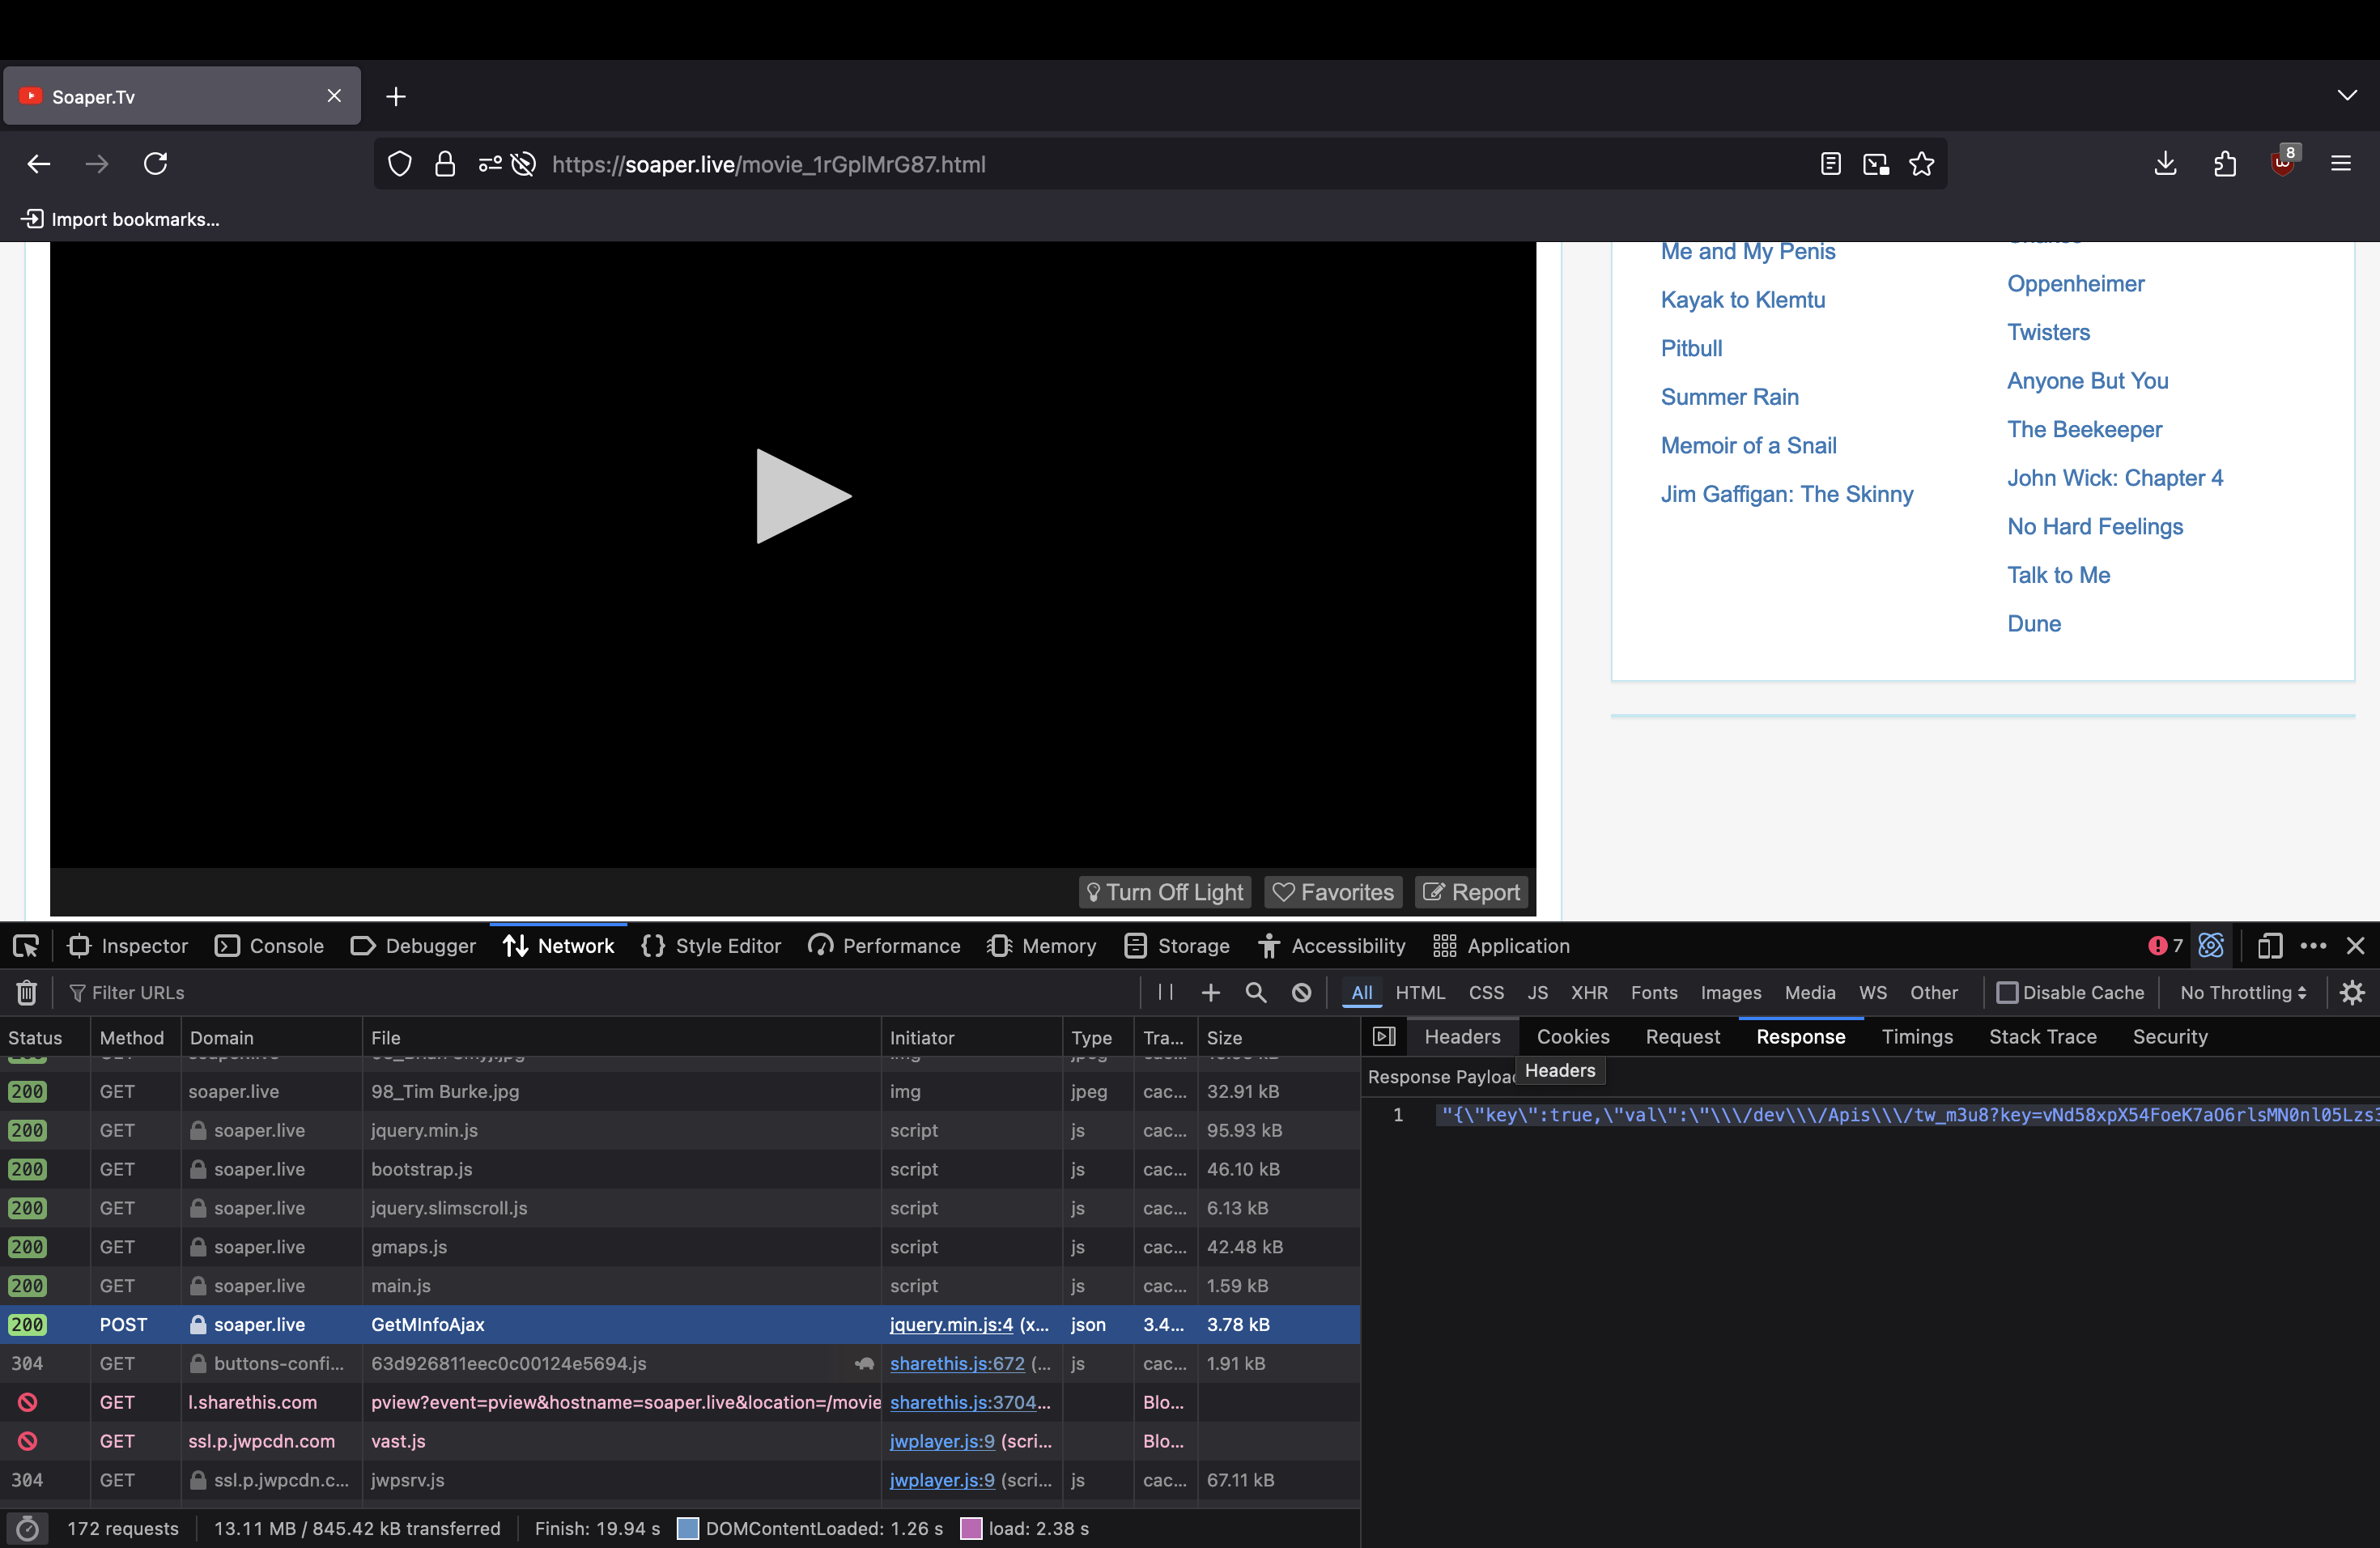 Soaper.Tv
https://soaper.live/movie_1rGplMrG87.html
8
Import bookmarks...
Me and My Penis
Kayak to Klemtu
Pitbull
Summer Rain
Memoir of a Snail
Jim Gaffigan: The Skinny
Oppenheimer
Twisters
Anyone But You
The Beekeeper
John Wick: Chapter 4
No Hard Feelings
Talk to Me
Dune
Turn Off Light Favorites Report
Inspector Console Debugger Network Style Editor Performance Memory Storage Accessibility Application 7
Filter URLs All HTML CSS JS XHR Fonts Images Media WS Other Disable Cache No Throttling
Status Method Domain File Initiator Type Tra... Size
200 GET soaper.live 98_Tim Burke.jpg img jpeg cac... 32.91 kB
200 GET soaper.live jquery.min.js script js cac... 95.93 kB
200 GET soaper.live bootstrap.js script js cac... 46.10 kB
200 GET soaper.live jquery.slimscroll.js script js cac... 6.13 kB
200 GET soaper.live gmaps.js script js cac... 42.48 kB
200 GET soaper.live main.js script js cac... 1.59 kB
200 POST soaper.live GetMInfoAjax jquery.min.js:4 (x... json 3.4... 3.78 kB
304 GET buttons-confi... 63d926811eec0c00124e5694.js sharethis.js:672 (... js cac... 1.91 kB
GET l.sharethis.com pview?event=pview&hostname=soaper.live&location=/movie sharethis.js:3704... Blo...
GET ssl.p.jwpcdn.com vast.js jwplayer.js:9 (scri... Blo...
304 GET ssl.p.jwpcdn.c... jwpsrv.js jwplayer.js:9 (scri... js cac... 67.11 kB
172 requests 13.11 MB / 845.42 kB transferred Finish: 19.94 s DOMContentLoaded: 1.26 s load: 2.38 s
Headers Cookies Request Response Timings Stack Trace Security
Response Payloa
Headers
1 "{\"key\":true,\"val\":\"\\\/dev\\\/Apis\\\/tw_m3u8?key=vNd58xpX54FoeK7aO6rlsMN0nl05Lzs